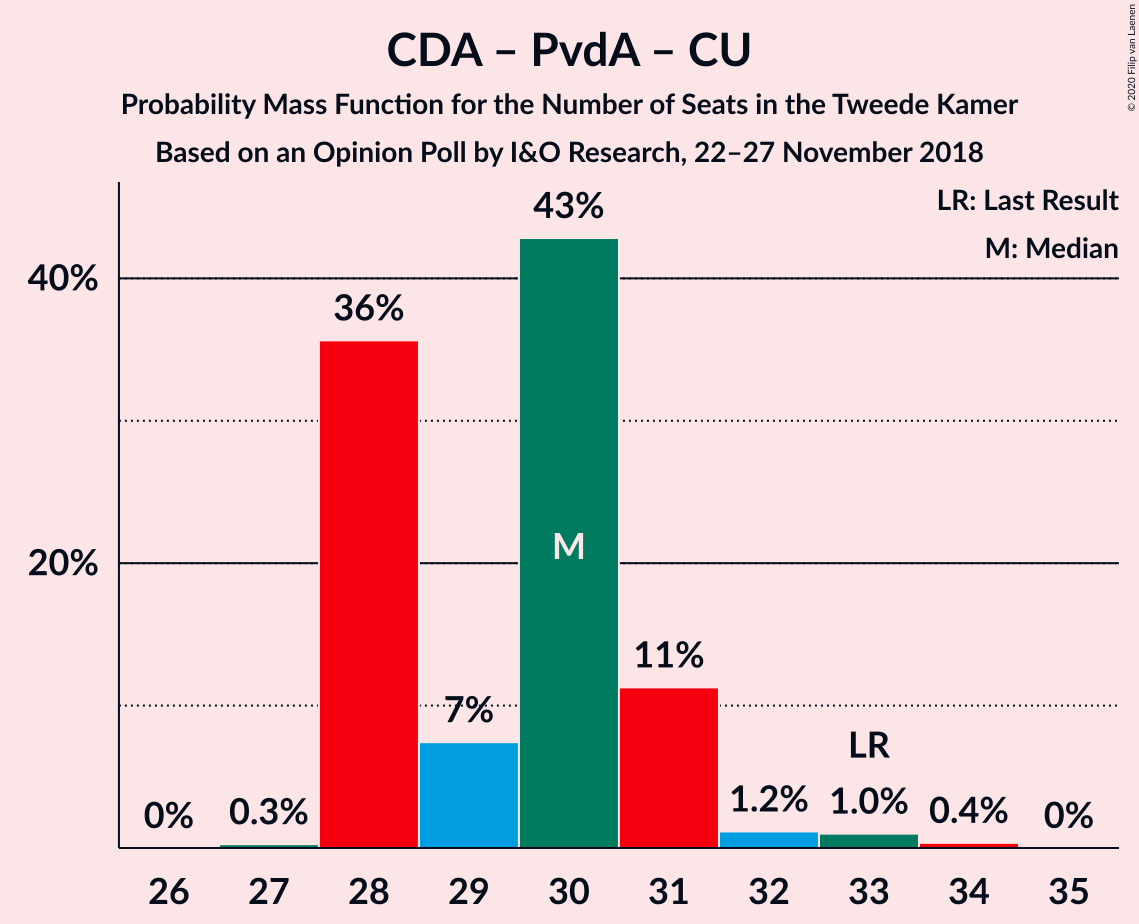 CDA – PvdA – CU
Probability Mass Function for the Number of Seats in the Tweede Kamer
Based on an Opinion Poll by I&O Research, 22–27 November 2018
© 2020 Filip van Laenen
LR: Last Result
M: Median
43%
40%
36%
M
20%
11%
7%
LR
0%
0.3%
1.2%
1.0%
0.4%
0%
26 27 28 29 30 31 32 33 34 35